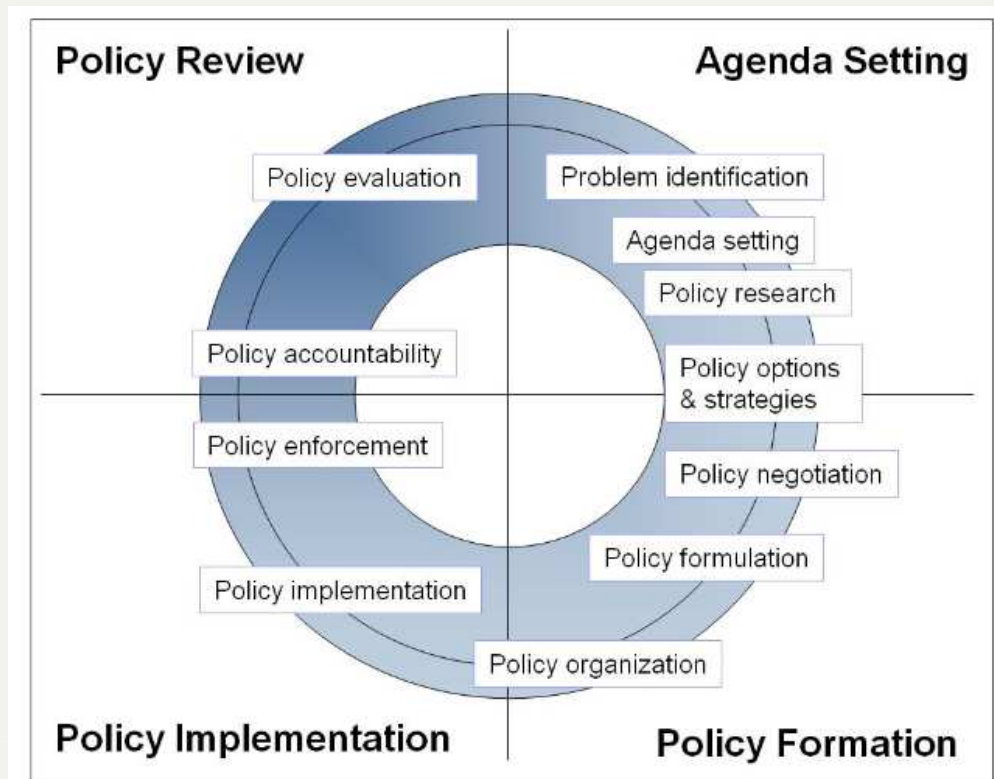 Policy Review
Agenda Setting
Policy evaluation
Problem identification
Agenda setting
Policy research
Policy accountability
Policy options
& strategies
Policy enforcement
Policy negotiation
Policy formulation
Policy implementation
Policy organization
Policy Implementation
Policy Formation